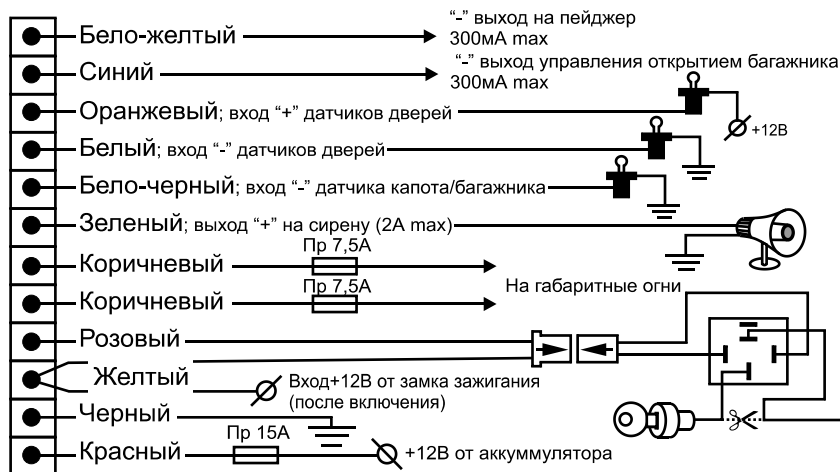 Бело-желтый
“-” выход на пейджер
300мА max
Синий
“-” выход управления открытием багажника
300мА max
Оранжевый; вход “+” датчиков дверей
+12В
Белый; вход “-” датчиков дверей
Бело-черный; вход “-” датчика капота/багажника
Зеленый; выход “+” на сирену (2А max)
Коричневый
Пр 7,5А
Коричневый
Пр 7,5А
На габаритные огни
Розовый
Желтый
Вход+12В от замка зажигания
(после включения)
Черный
Красный
Пр 15А
+12В от аккуммулятора